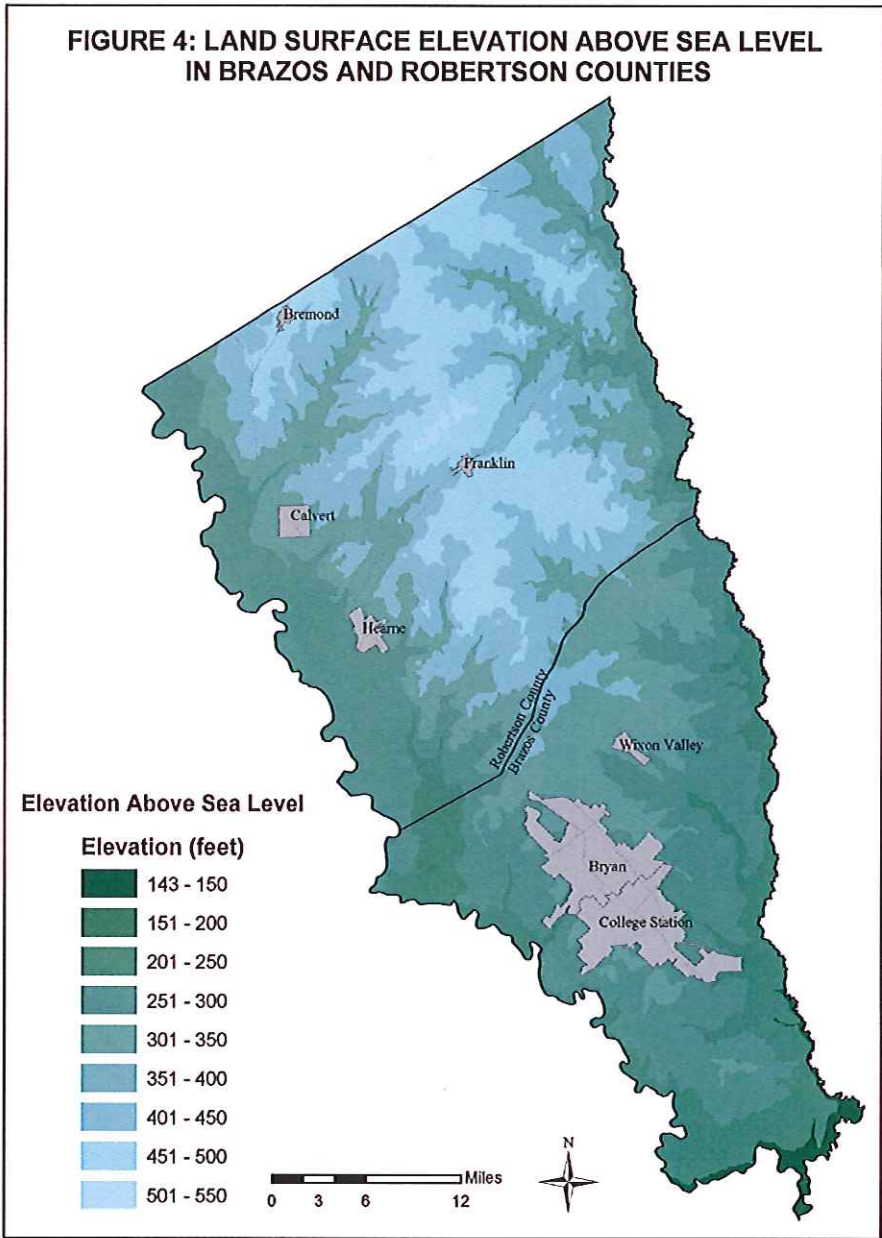 FIGURE 4: LAND SURFACE ELEVATION ABOVE SEA LEVEL
IN BRAZOS AND ROBERTSON COUNTIES
Bremond
Franklin
Calvert
Hearne
Robertson County
Brazos County
Wixon Valley
Bryan
College Station
Elevation Above Sea Level
Elevation (feet)
143 - 150
151 - 200
201 - 250
251 - 300
301 - 350
351 - 400
401 - 450
451 - 500
501 - 550
N
Miles
0 3 6 12